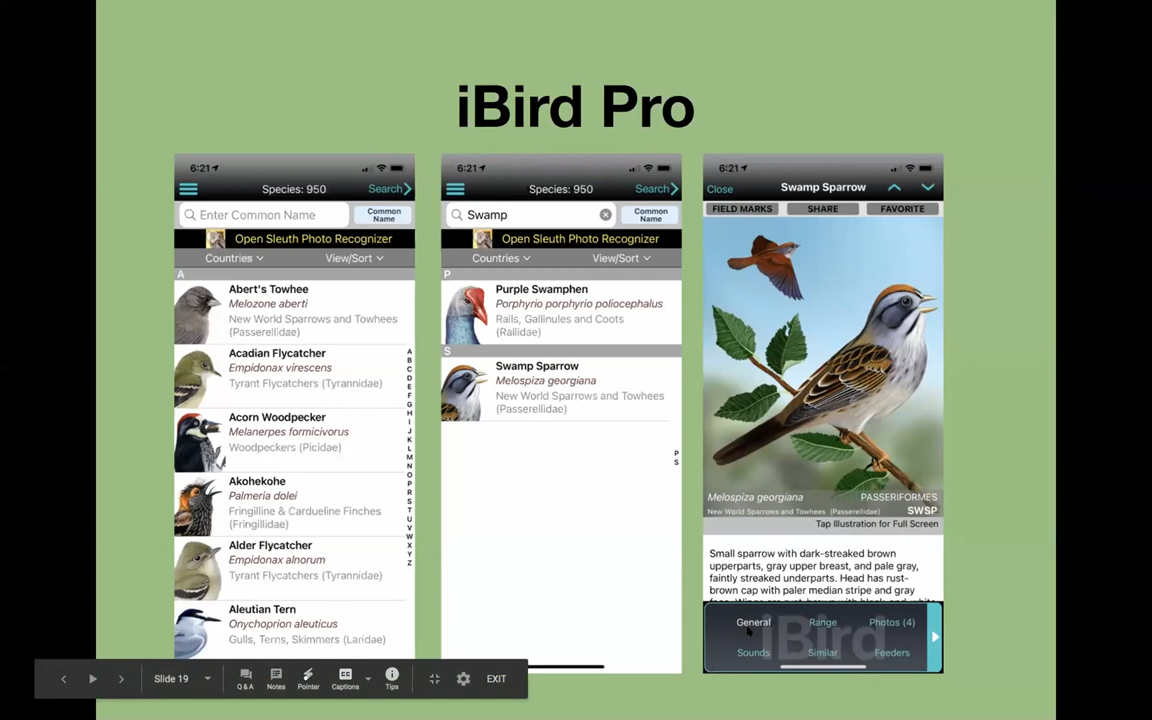 iBird Pro
6:21
Species: 950
Search
Enter Common Name
Common
Name
Open Sleuth Photo Recognizer
Countries
View/Sort
A
Abert's Towhee
Melozone aberti
New World Sparrows and Towhees
(Passerellidae)
Acadian Flycatcher
Empidonax virescens
Tyrant Flycatchers (Tyrannidae)
Acorn Woodpecker
Melanerpes formicivorus
Woodpeckers (Picidae)
Akohekohe
Palmeria dolei
Fringilline & Cardueline Finches
(Fringillidae)
Alder Flycatcher
Empidonax alnorum
Tyrant Flycatchers (Tyrannidae)
Aleutian Tern
Onychoprion aleuticus
Gulls, Terns, Skimmers (Laridae)
A
B
C
D
E
F
G
H
I
J
K
L
M
N
O
P
Q
R
S
T
U
V
W
X
Y
Z
6:21
Species: 950
Search
Swamp
Common
Name
Open Sleuth Photo Recognizer
Countries
View/Sort
P
Purple Swamphen
Porphyrio porphyrio poliocephalus
Rails, Gallinules and Coots
(Rallidae)
S
Swamp Sparrow
Melospiza georgiana
New World Sparrows and Towhees
(Passerellidae)
P
S
6:21
Close
Swamp Sparrow
FIELD MARKS
SHARE
FAVORITE
Melospiza georgiana
PASSERIFORMES
New World Sparrows and Towhees (Passerellidae)
SWSP
Tap Illustration for Full Screen
Small sparrow with dark-streaked brown
upperparts, gray upper breast, and pale gray,
faintly streaked underparts. Head has rust-
brown cap with paler median stripe and gray
iBird
General
Range
Photos (4)
Sounds
Similar
Feeders
Slide 19
Q & A
Notes
Pointer
CC
Captions
Tips
EXIT